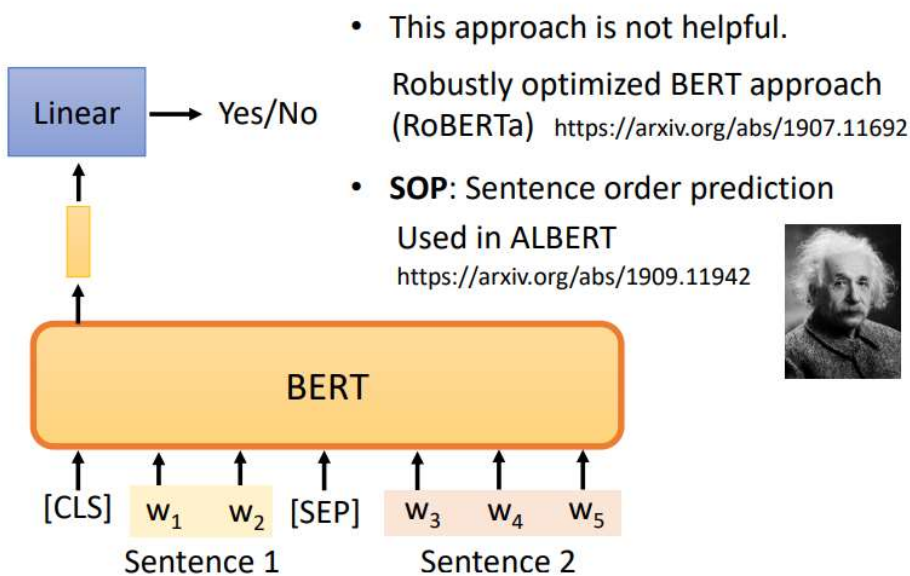 • This approach is not helpful.
Robustly optimized BERT approach
(RoBERTa) https://arxiv.org/abs/1907.11692
• SOP: Sentence order prediction
Used in ALBERT
https://arxiv.org/abs/1909.11942
Linear
Yes/No
BERT
[CLS] w₁ w₂ [SEP] w₃ w₄ w₅
Sentence 1 Sentence 2